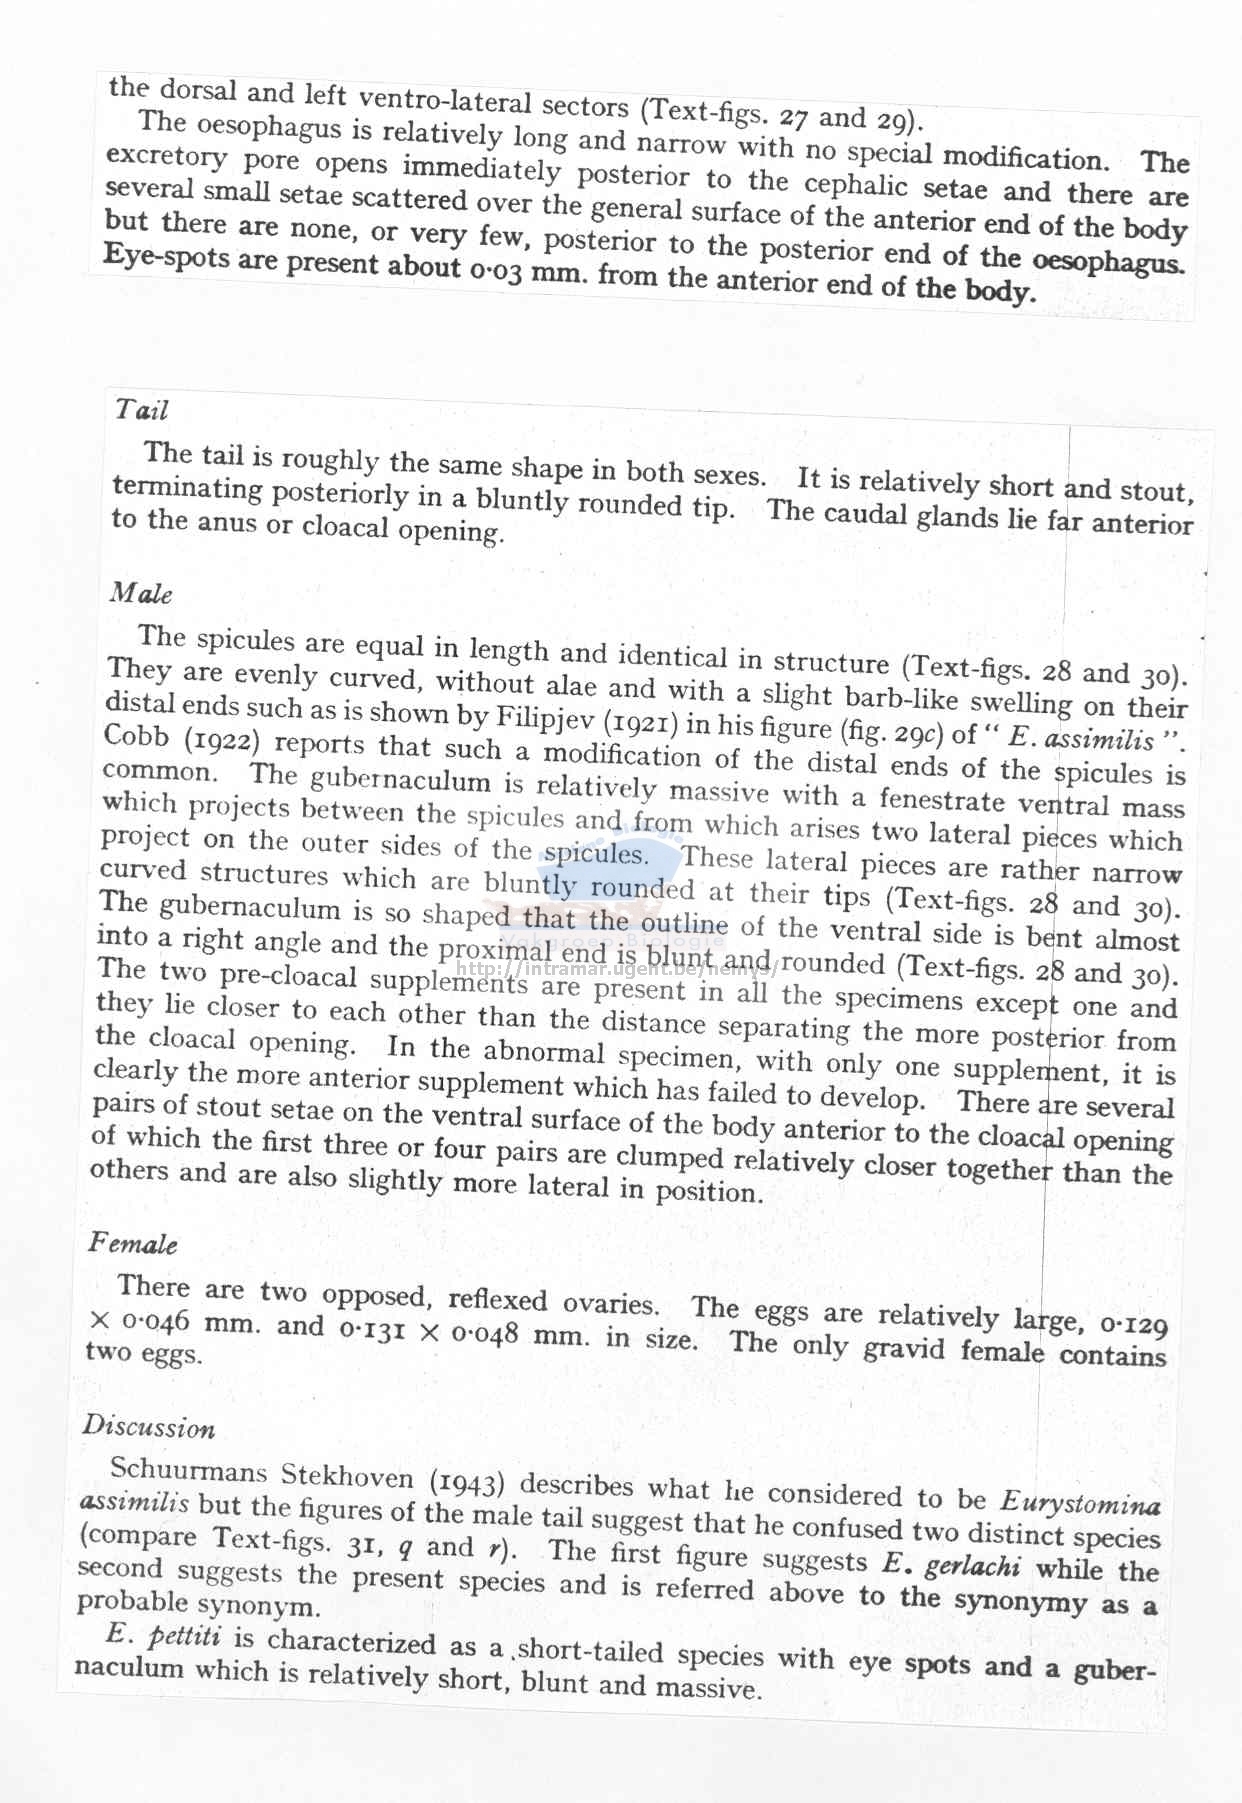 the dorsal and left ventro-lateral sectors (Text-figs. 27 and 29).
The oesophagus is relatively long and narrow with no special modification. The
excretory pore opens immediately posterior to the cephalic setae and there are
several small setae scattered over the general surface of the anterior end of the body
but there are none, or very few, posterior to the posterior end of the oesophagus.
Eye-spots are present about 0·03 mm. from the anterior end of the body.
Tail
The tail is roughly the same shape in both sexes. It is relatively short and stout,
terminating posteriorly in a bluntly rounded tip. The caudal glands lie far anterior
to the anus or cloacal opening.
Male
The spicules are equal in length and identical in structure (Text-figs. 28 and 30).
They are evenly curved, without alae and with a slight barb-like swelling on their
distal ends such as is shown by Filipjev (1921) in his figure (fig. 29c) of “ E. assimilis ”.
Cobb (1922) reports that such a modification of the distal ends of the spicules is
common. The gubernaculum is relatively massive with a fenestrate ventral mass
which projects between the spicules and from which arises two lateral pieces which
project on the outer sides of the spicules. These lateral pieces are rather narrow
curved structures which are bluntly rounded at their tips (Text-figs. 28 and 30).
The gubernaculum is so shaped that the outline of the ventral side is bent almost
into a right angle and the proximal end is blunt and rounded (Text-figs. 28 and 30).
The two pre-cloacal supplements are present in all the specimens except one and
they lie closer to each other than the distance separating the more posterior from
the cloacal opening. In the abnormal specimen, with only one supplement, it is
clearly the more anterior supplement which has failed to develop. There are several
pairs of stout setae on the ventral surface of the body anterior to the cloacal opening
of which the first three or four pairs are clumped relatively closer together than the
others and are also slightly more lateral in position.
Female
There are two opposed, reflexed ovaries. The eggs are relatively large, 0·129
× 0·046 mm. and 0·131 × 0·048 mm. in size. The only gravid female contains
two eggs.
Discussion
Schuurmans Stekhoven (1943) describes what he considered to be Eurystomina
assimilis but the figures of the male tail suggest that he confused two distinct species
(compare Text-figs. 31, q and r). The first figure suggests E. gerlachi while the
second suggests the present species and is referred above to the synonymy as a
probable synonym.
E. pettiti is characterized as a short-tailed species with eye spots and a guber-
naculum which is relatively short, blunt and massive.
Vakgroep Biologie
http://intramar.ugent.be/nemys/